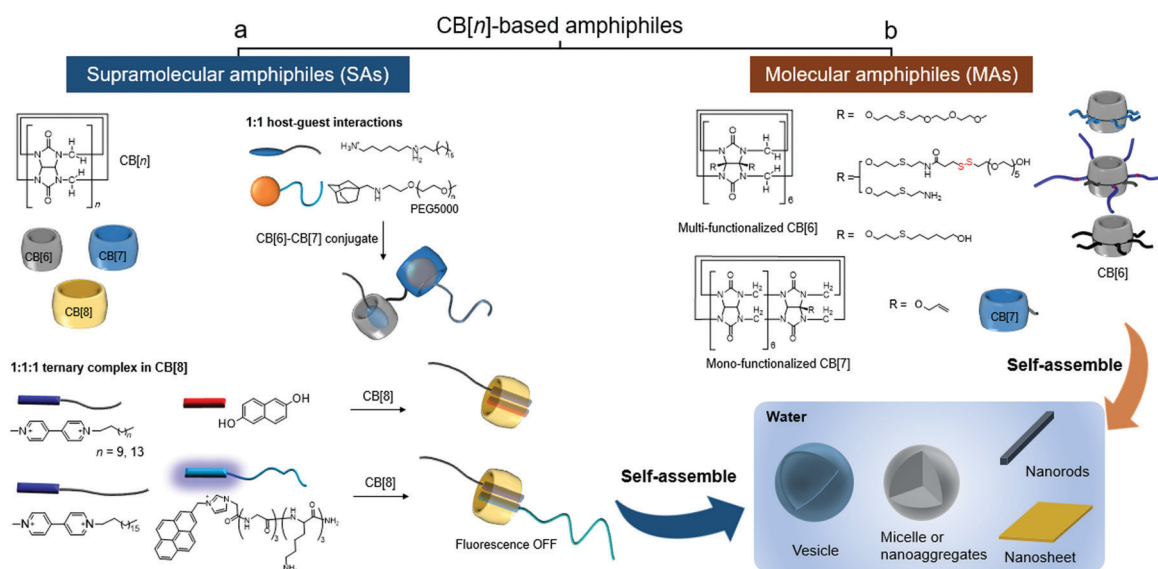 CB[n]-based amphiphiles
a
b
Supramolecular amphiphiles (SAs)
Molecular amphiphiles (MAs)
CB[n]
CB[6]
CB[7]
CB[8]
1:1 host-guest interactions
PEG5000
CB[6]-CB[7] conjugate
1:1:1 ternary complex in CB[8]
n = 9, 13
HO
OH
CB[8]
CB[8]
Fluorescence OFF
Self-assemble
Multi-functionalized CB[6]
Mono-functionalized CB[7]
R =
R =
R =
R =
CB[6]
CB[7]
Self-assemble
Water
Vesicle
Micelle or
nanoaggregates
Nanorods
Nanosheet